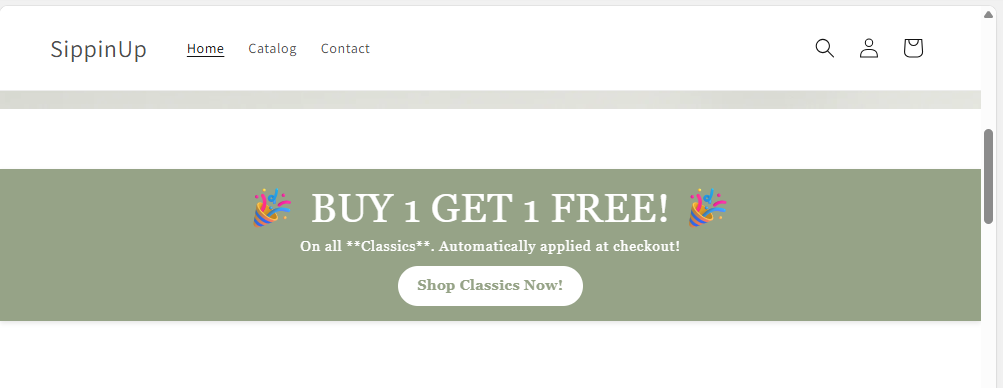 SippinUp Home Catalog Contact
🎉 BUY 1 GET 1 FREE! 🎉
On all **Classics**. Automatically applied at checkout!
Shop Classics Now!